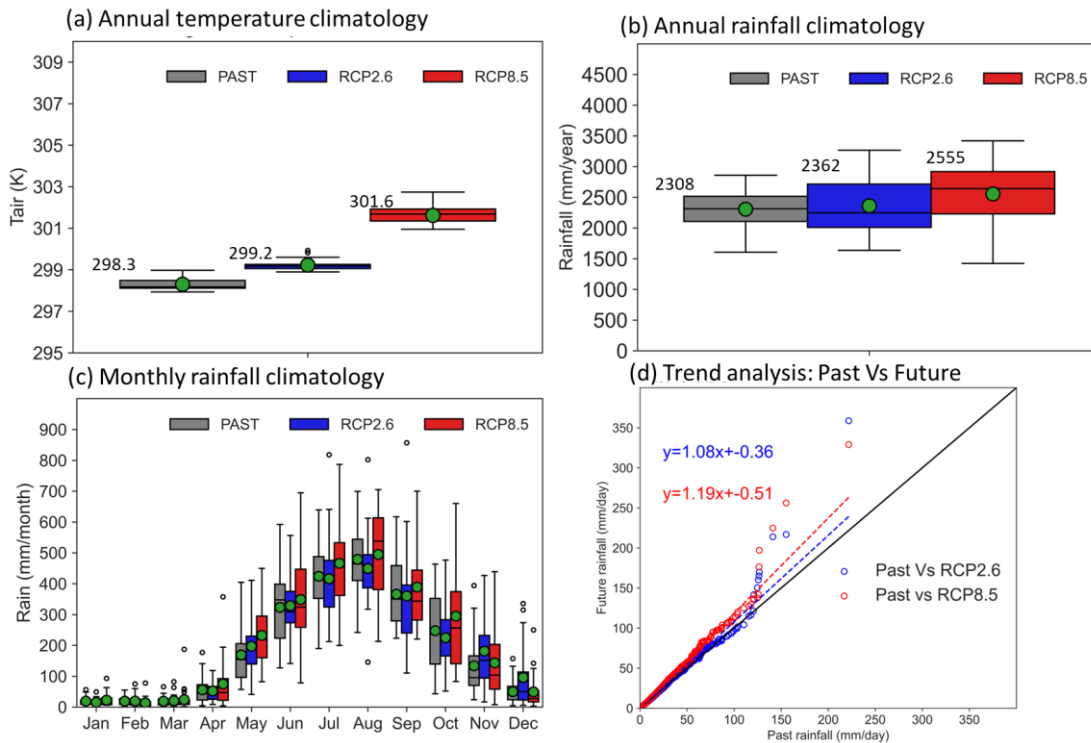 (a) Annual temperature climatology
309
307
305
303
301
299
297
295
Tair (K)
PAST
RCP2.6
RCP8.5
298.3
299.2
301.6
(b) Annual rainfall climatology
4500
4000
3500
3000
2500
2000
1500
1000
500
0
Rainfall (mm/year)
PAST
RCP2.6
RCP8.5
2308
2362
2555
(c) Monthly rainfall climatology
900
800
700
600
500
400
300
200
100
0
Rain (mm/month)
PAST
RCP2.6
RCP8.5
Jan Feb Mar Apr May Jun Jul Aug Sep Oct Nov Dec
(d) Trend analysis: Past Vs Future
350
300
250
200
150
100
50
0
Future rainfall (mm/day)
y=1.08x+-0.36
y=1.19x+-0.51
Past Vs RCP2.6
Past vs RCP8.5
0 50 100 150 200 250 300 350
Past rainfall (mm/day)